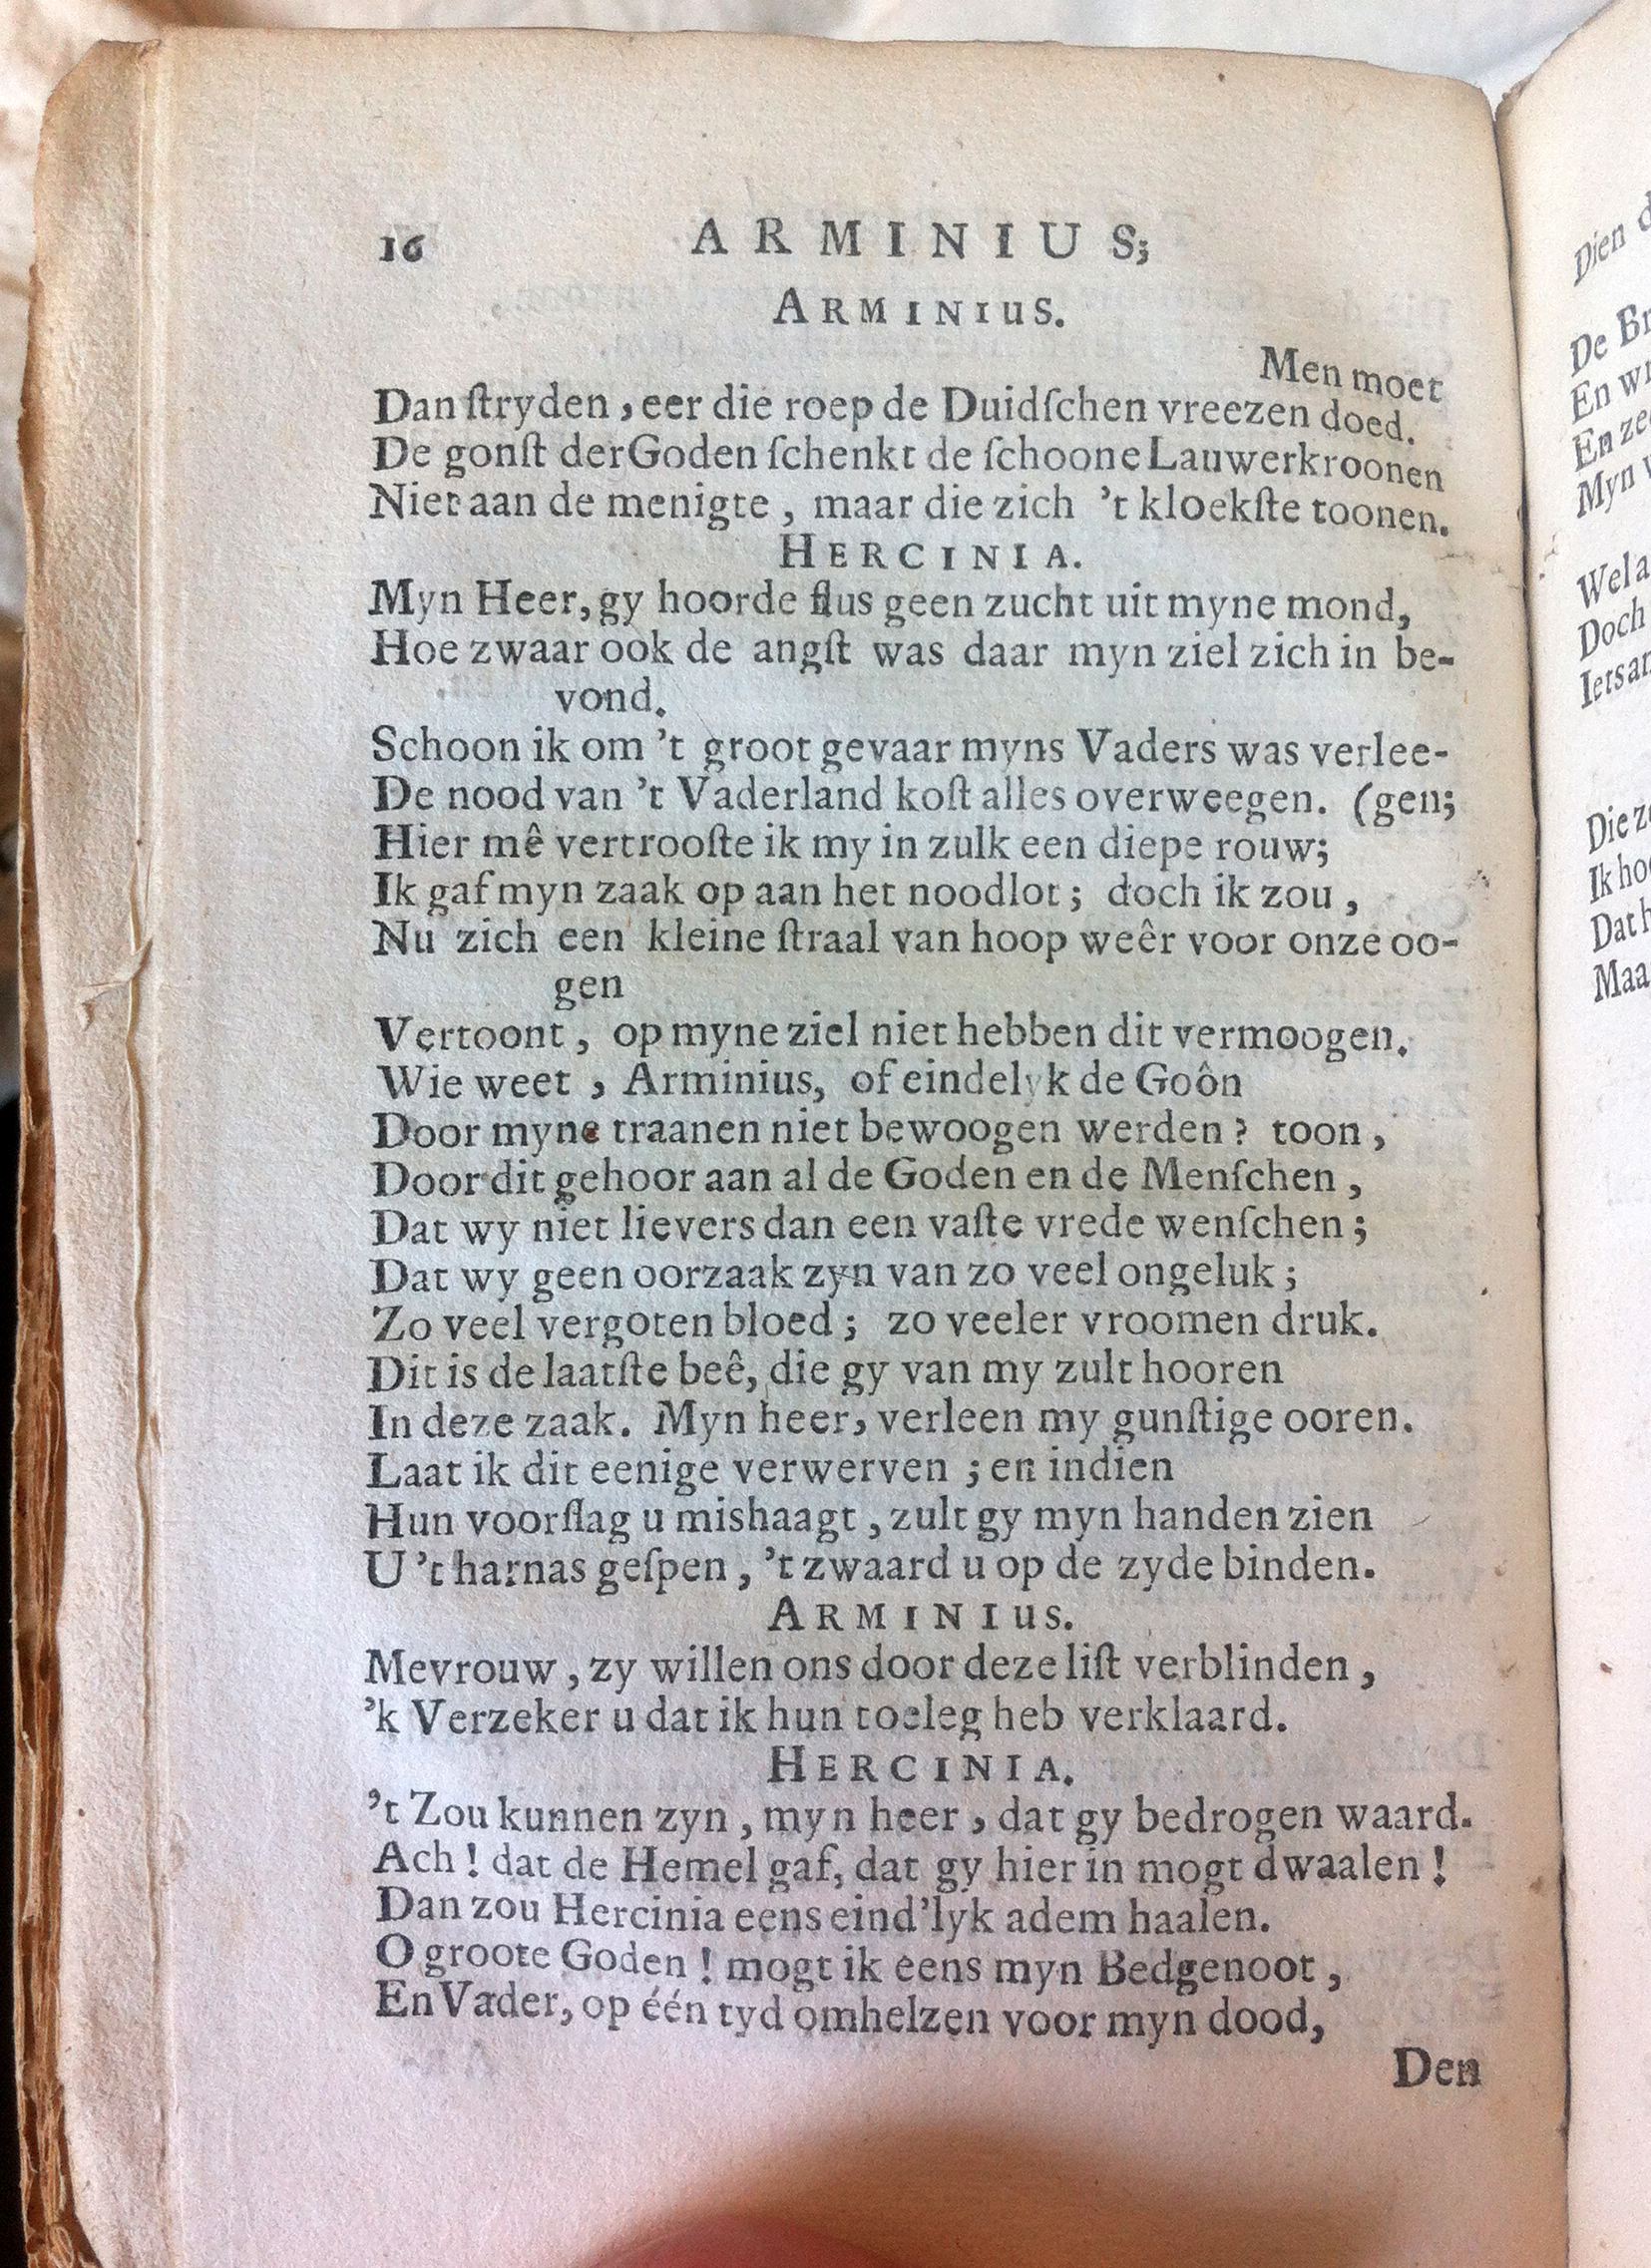 16 ARMINIUS;
ARMINIUS.
Men moet
Dan ſtryden, eer die roep de Duidſchen vreezen doed.
De gonſt der Goden ſchenkt de ſchoone Lauwerkroonen
Niet aan de menigte, maar die zich 't kloekſte toonen.
HERCINIA.
Myn Heer, gy hoorde flus geen zucht uit myne mond,
Hoe zwaar ook de angſt was daar myn ziel zich in be-
vond.
Schoon ik om 't groot gevaar myns Vaders was verlee-
De nood van 't Vaderland koſt alles overweegen. (gen;
Hier mê vertrooſte ik my in zulk een diepe rouw;
Ik gaf myn zaak op aan het noodlot; doch ik zou,
Nu zich een kleine ſtraal van hoop weêr voor onze oo-
gen
Vertoont, op myne ziel niet hebben dit vermoogen.
Wie weet, Arminius, of eindelyk de Goôn
Door myne traanen niet bewoogen werden? toon,
Door dit gehoor aan al de Goden en de Menſchen,
Dat wy niet lievers dan een vaſte vrede wenſchen;
Dat wy geen oorzaak zyn van zo veel ongeluk;
Zo veel vergoten bloed; zo veeler vroomen druk.
Dit is de laatſte beê, die gy van my zult hooren
In deze zaak. Myn heer, verleen my gunſtige ooren.
Laat ik dit eenige verwerven; en indien
Hun voorſlag u mishaagt, zult gy myn handen zien
U 't harnas geſpen, 't zwaard u op de zyde binden.
ARMINIUS.
Mevrouw, zy willen ons door deze liſt verblinden,
'k Verzeker u dat ik hun toeleg heb verklaard.
HERCINIA.
't Zou kunnen zyn, myn heer, dat gy bedrogen waard.
Ach! dat de Hemel gaf, dat gy hier in mogt dwaalen!
Dan zou Hercinia eens eind'lyk adem haalen.
O groote Goden! mogt ik eens myn Bedgenoot,
En Vader, op één tyd omhelzen voor myn dood,
Den
Dien
De
En
En
Myn
Doch
Ik